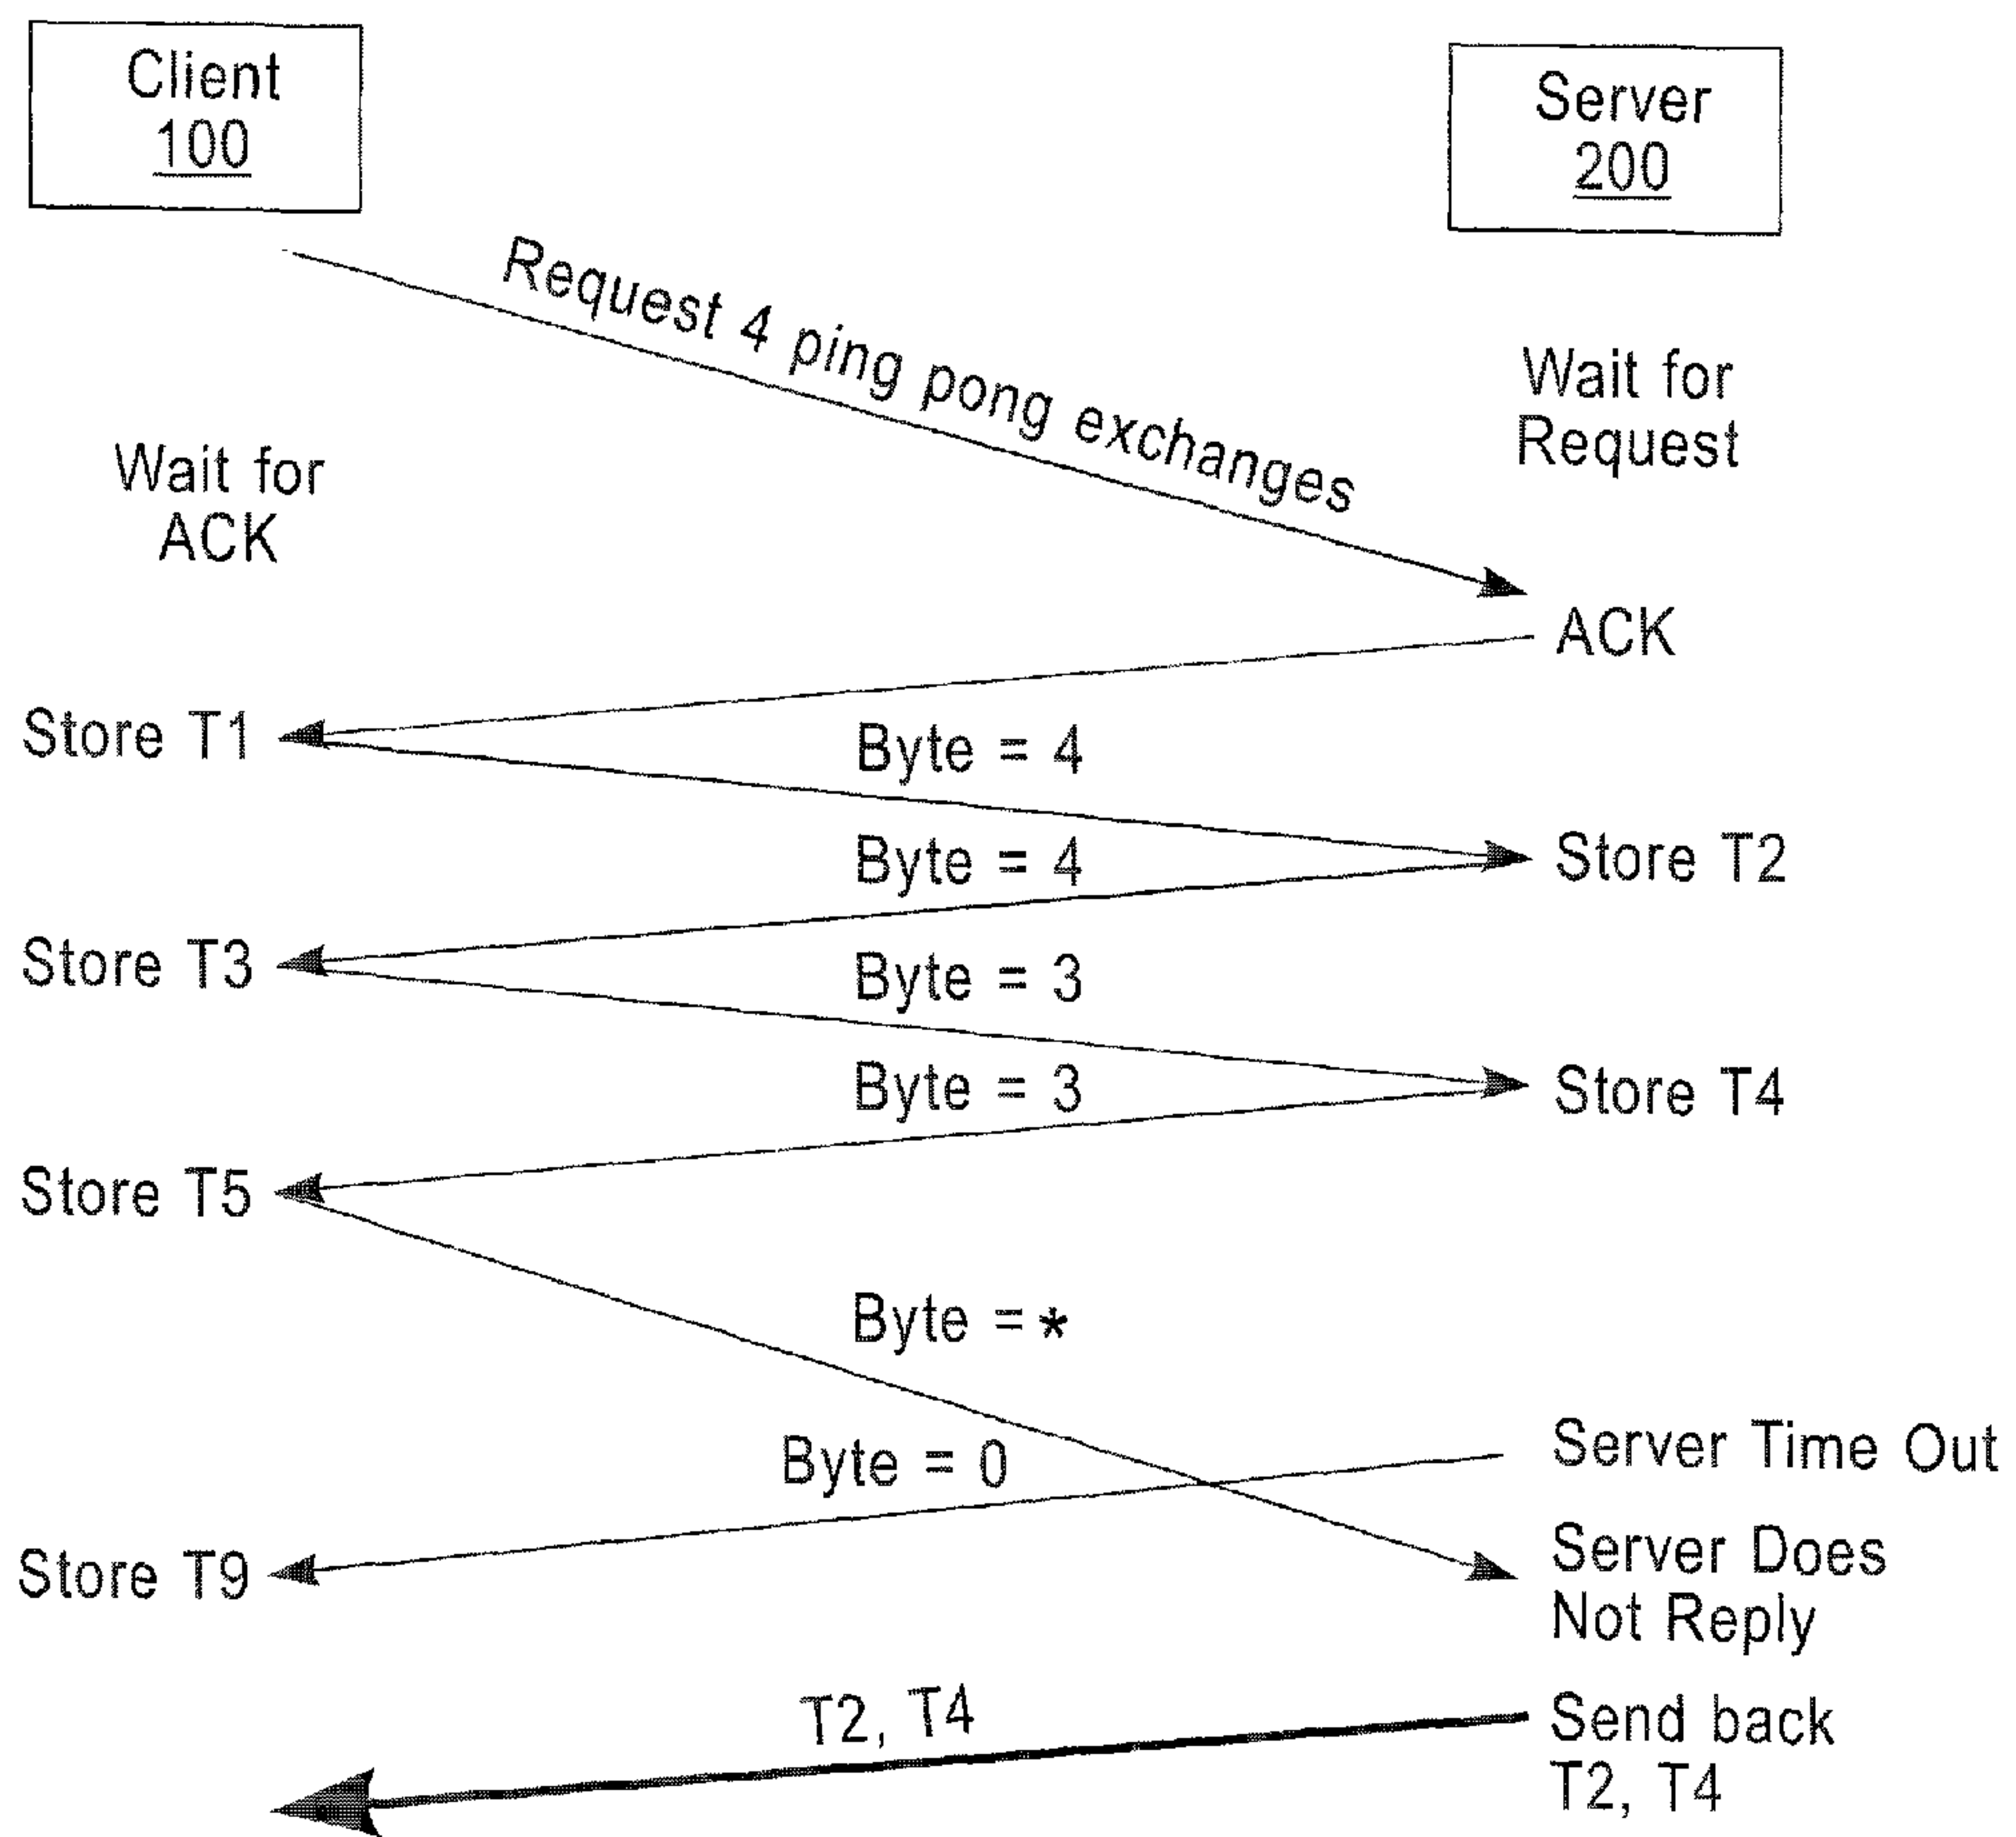 Client
100
Server
200
Request 4 ping pong exchanges
Wait for
Request
Wait for
ACK
ACK
Store T1
Byte = 4
Byte = 4
Store T2
Store T3
Byte = 3
Byte = 3
Store T4
Store T5
Byte = *
Server Time Out
Byte = 0
Server Does
Not Reply
Store T9
T2, T4
Send back
T2, T4